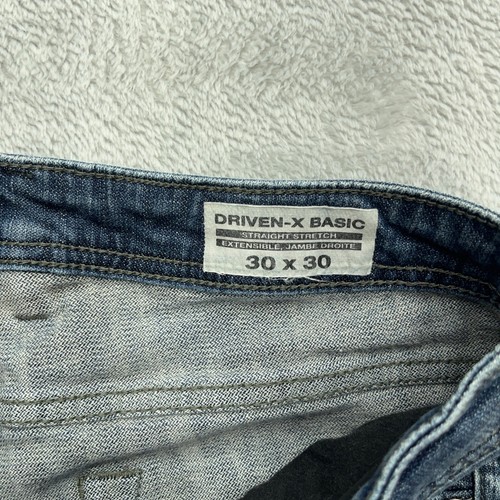 DRIVEN-X BASIC
STRAIGHT STRETCH
EXTENSIBLE, JAMBE DROITE
30 x 30